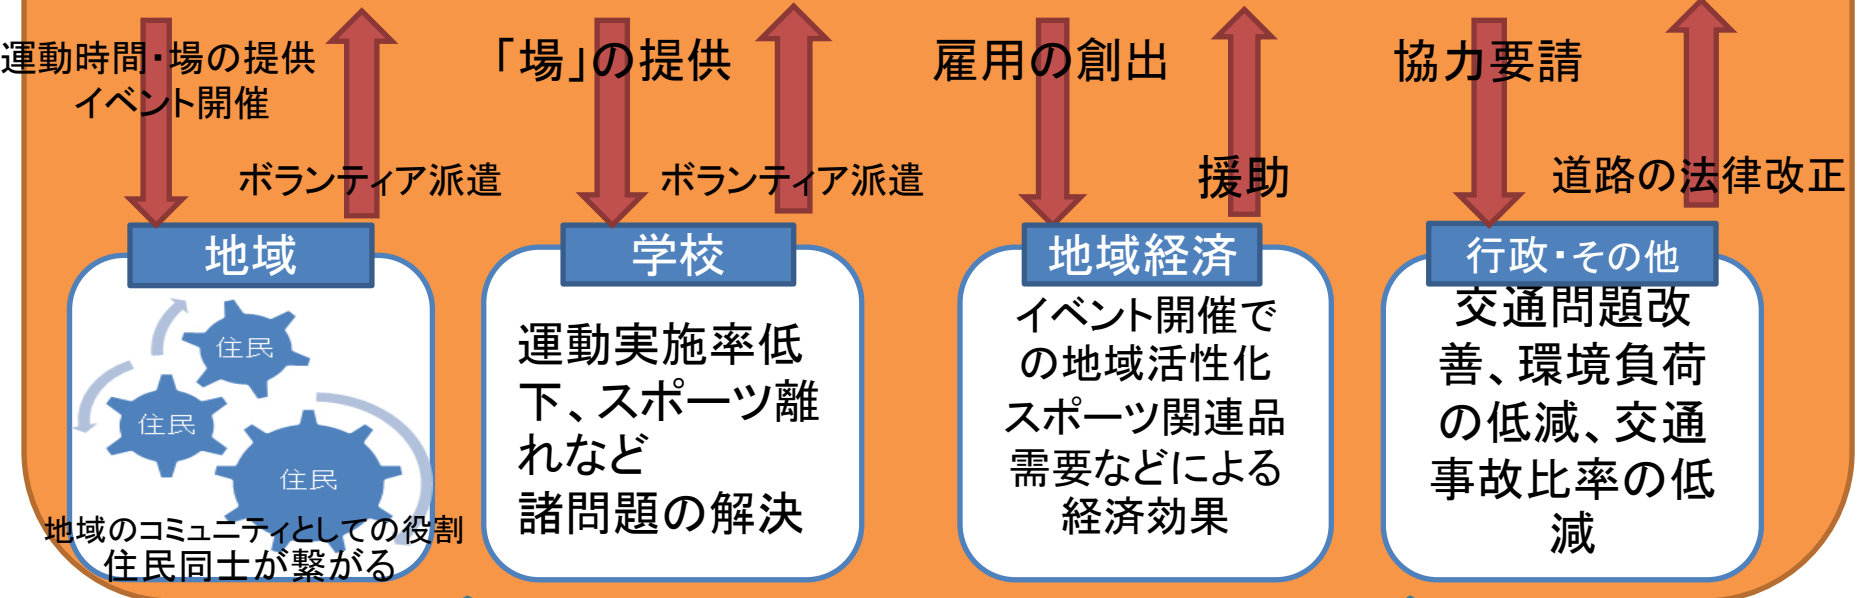 運動時間・場の提供
イベント開催
ボランティア派遣
「場」の提供
ボランティア派遣
雇用の創出
援助
協力要請
道路の法律改正
地域
住民
住民
住民
地域のコミュニティとしての役割
住民同士が繋がる
学校
運動実施率低
下、スポーツ離
れなど
諸問題の解決
地域経済
イベント開催で
の地域活性化
スポーツ関連品
需要などによる
経済効果
行政・その他
交通問題改
善、環境負荷
の低減、交通
事故比率の低
減